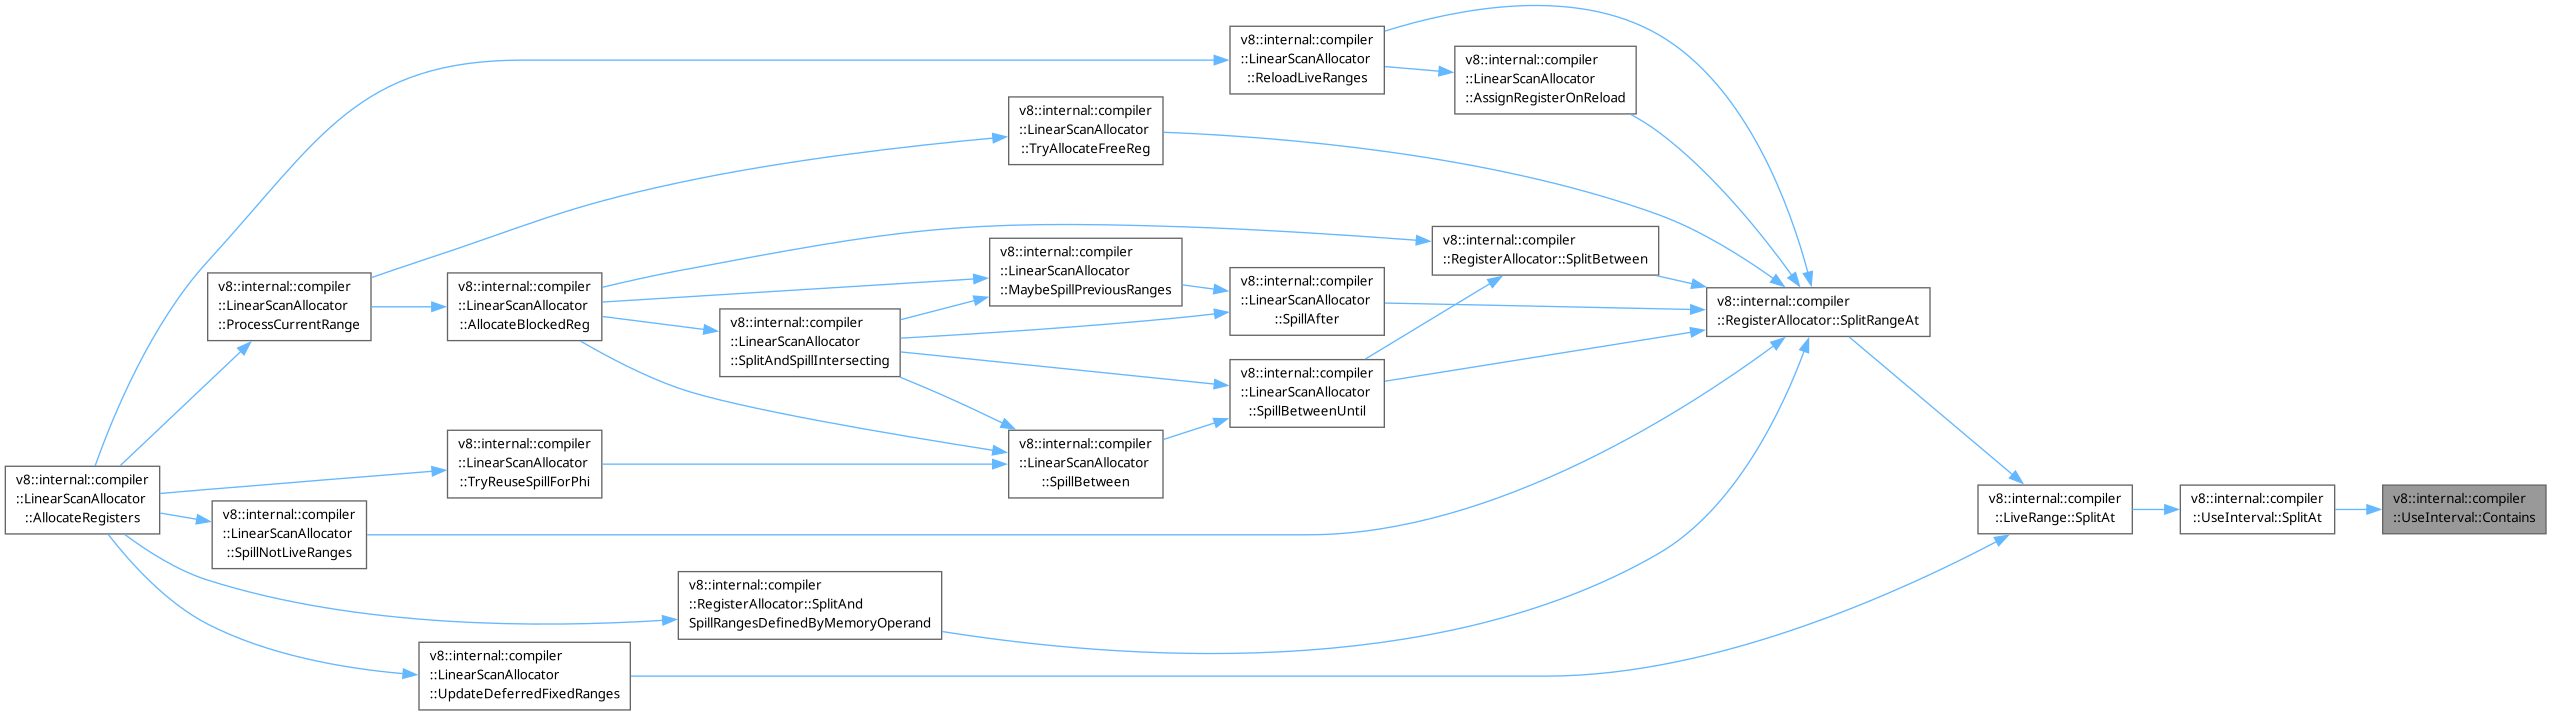 v8::internal::compiler
::LinearScanAllocator
::ReloadLiveRanges
v8::internal::compiler
::LinearScanAllocator
::AssignRegisterOnReload
v8::internal::compiler
::LinearScanAllocator
::TryAllocateFreeReg
v8::internal::compiler
::RegisterAllocator::SplitBetween
v8::internal::compiler
::LinearScanAllocator
::MaybeSpillPreviousRanges
v8::internal::compiler
::LinearScanAllocator
::SpillAfter
v8::internal::compiler
::LinearScanAllocator
::ProcessCurrentRange
v8::internal::compiler
::LinearScanAllocator
::AllocateBlockedReg
v8::internal::compiler
::RegisterAllocator::SplitRangeAt
v8::internal::compiler
::LinearScanAllocator
::SplitAndSpillIntersecting
v8::internal::compiler
::LinearScanAllocator
::SpillBetweenUntil
v8::internal::compiler
::LinearScanAllocator
::TryReuseSpillForPhi
v8::internal::compiler
::LinearScanAllocator
::SpillBetween
v8::internal::compiler
::LinearScanAllocator
::AllocateRegisters
v8::internal::compiler
::LiveRange::SplitAt
v8::internal::compiler
::UseInterval::SplitAt
v8::internal::compiler
::UseInterval::Contains
v8::internal::compiler
::LinearScanAllocator
::SpillNotLiveRanges
v8::internal::compiler
::RegisterAllocator::SplitAnd
SpillRangesDefinedByMemoryOperand
v8::internal::compiler
::LinearScanAllocator
::UpdateDeferredFixedRanges